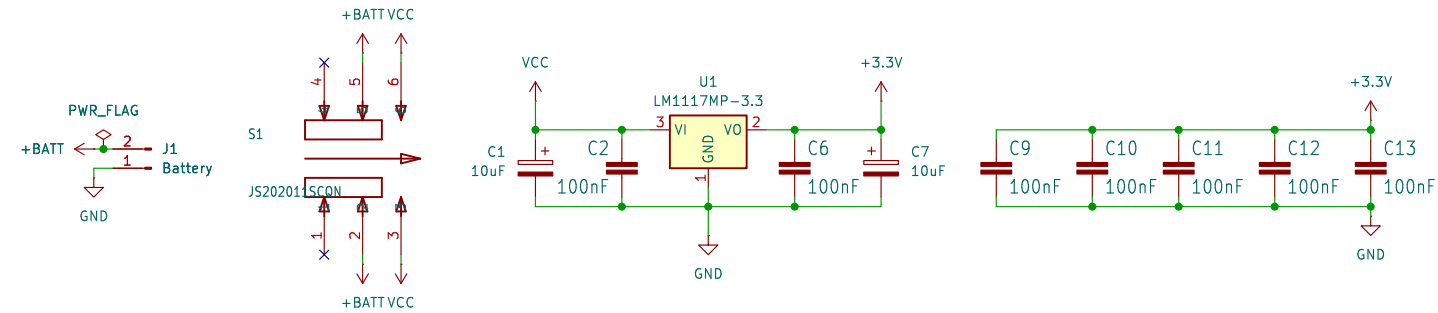 PWR_FLAG
+BATT
2
J1
1
Battery
GND
+BATT VCC
4
5
6
S1
JS202011SCQN
1
2
3
+BATT VCC
VCC
U1
LM1117MP-3.3
+3.3V
3
VI
VO
2
GND
1
C1
10uF
C2
100nF
C6
100nF
C7
10uF
GND
+3.3V
C9
100nF
C10
100nF
C11
100nF
C12
100nF
C13
100nF
GND